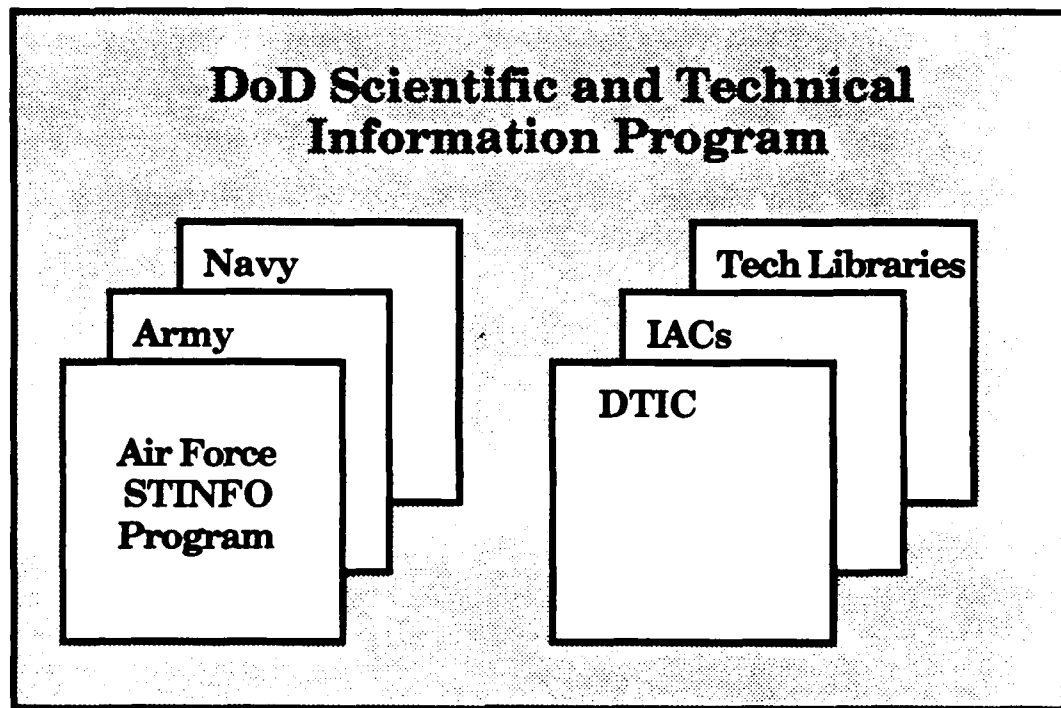 DoD Scientific and Technical
Information Program
Navy
Army
Air Force
STINFO
Program
Tech Libraries
IACs
DTIC